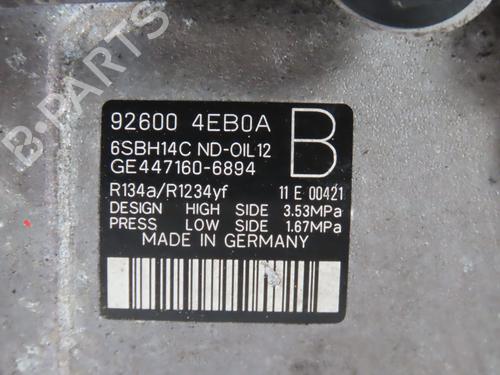 92600 4EB0A B
6SBH14C ND-OIL12
GE447160-6894
R134a/R1234yf 11 E 00421
DESIGN HIGH SIDE 3.53MPa
PRESS LOW SIDE 1.67MPa
MADE IN GERMANY
B-PARTS